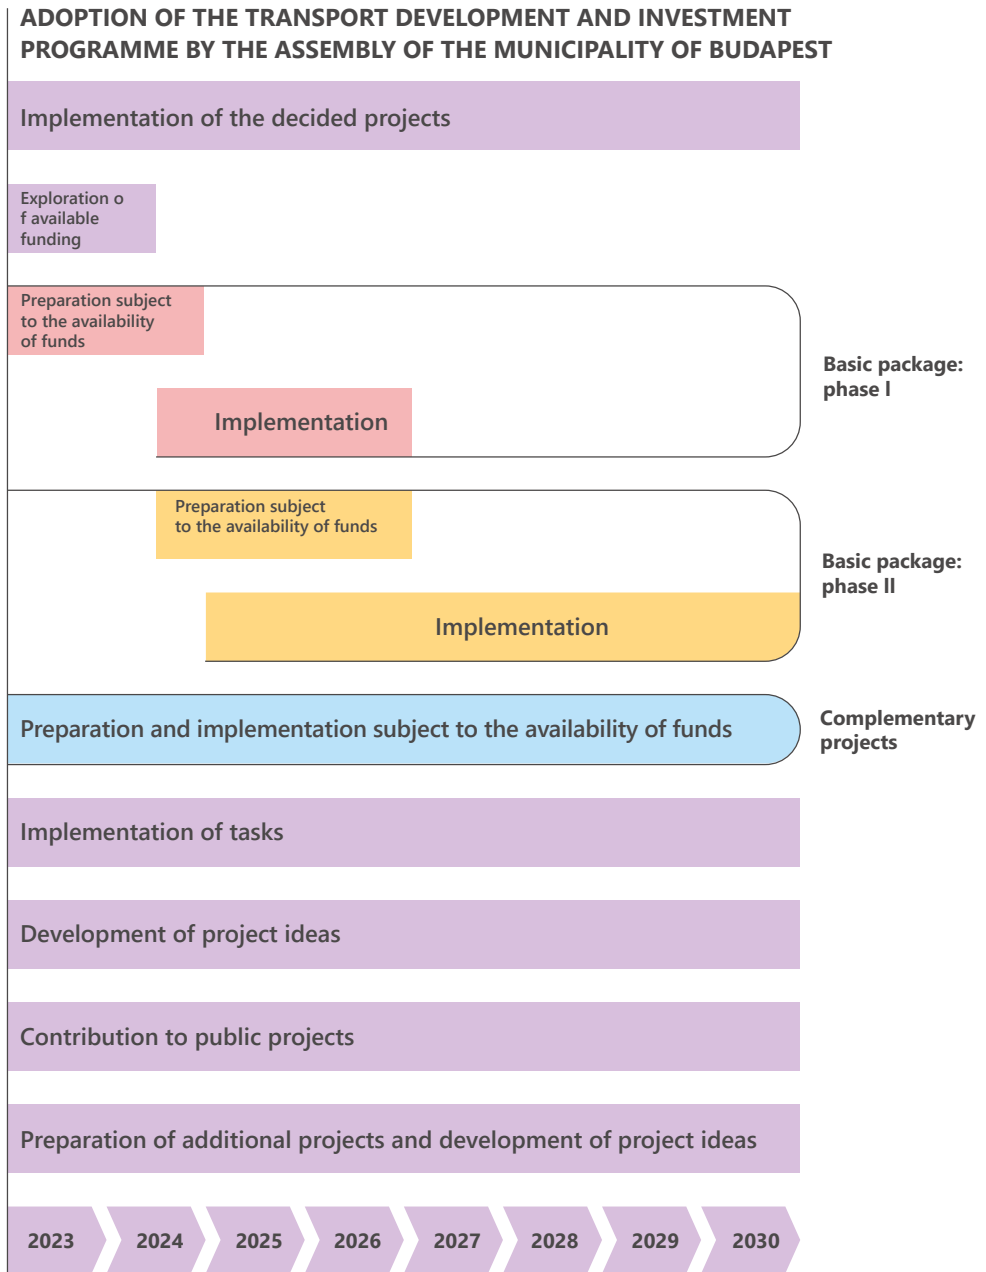 ADOPTION OF THE TRANSPORT DEVELOPMENT AND INVESTMENT
PROGRAMME BY THE ASSEMBLY OF THE MUNICIPALITY OF BUDAPEST
Implementation of the decided projects
Exploration o
f available
funding
Preparation subject
to the availability
of funds
Implementation
Basic package:
phase I
Preparation subject
to the availability of funds
Implementation
Basic package:
phase II
Preparation and implementation subject to the availability of funds
Complementary
projects
Implementation of tasks
Development of project ideas
Contribution to public projects
Preparation of additional projects and development of project ideas
2023 2024 2025 2026 2027 2028 2029 2030